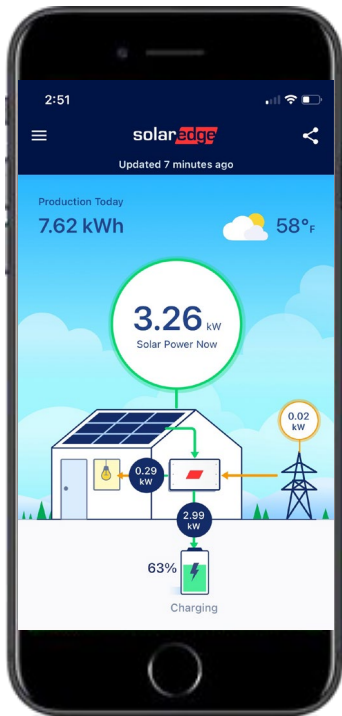 2:51
solaredge
Updated 7 minutes ago
Production Today
7.62 kWh
58°F
3.26 kW
Solar Power Now
0.02
kW
0.29
kW
2.99
kW
63%
Charging